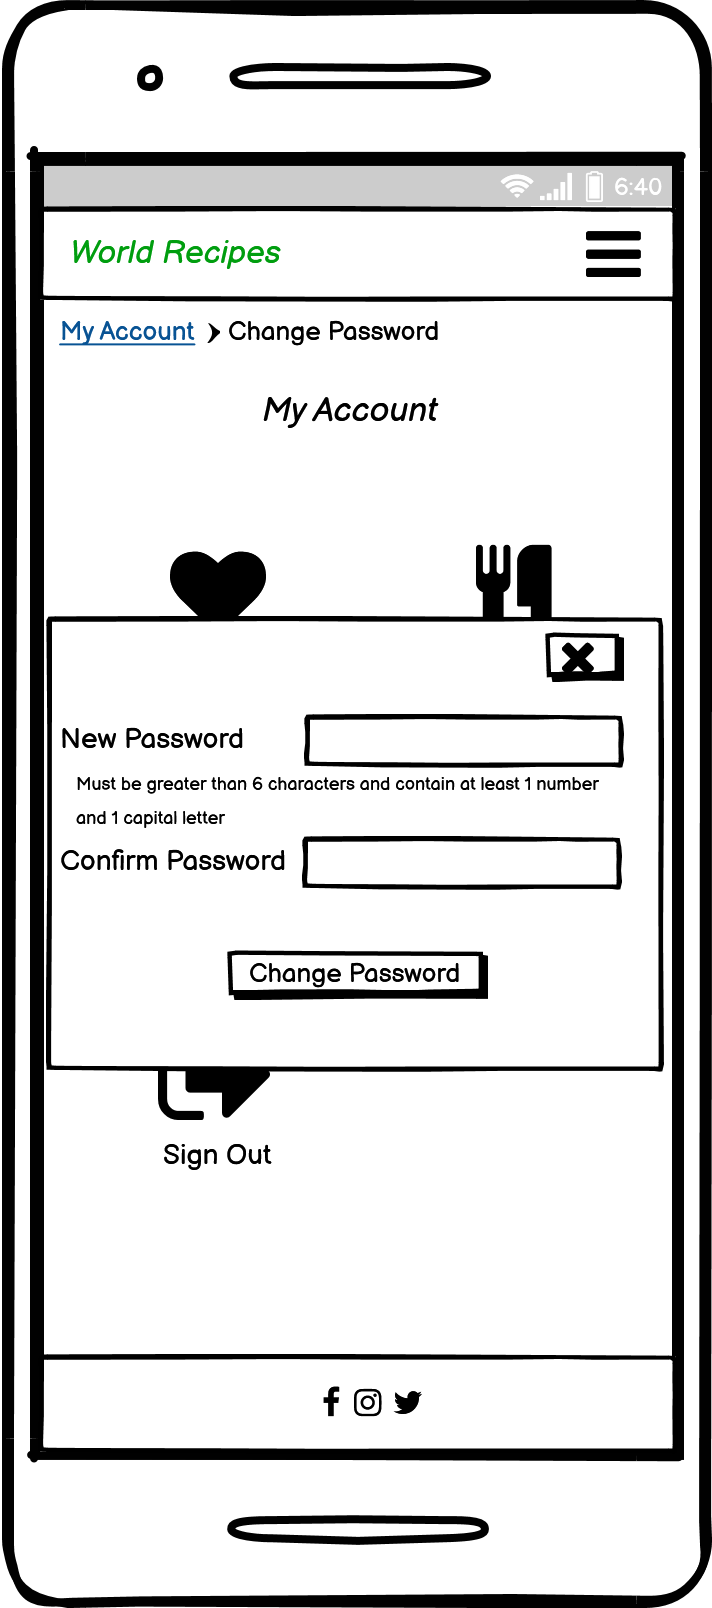 6:40
World Recipes
My Account Change Password
My Account
New Password
Must be greater than 6 characters and contain at least 1 number
and 1 capital letter
Confirm Password
Change Password
Sign Out